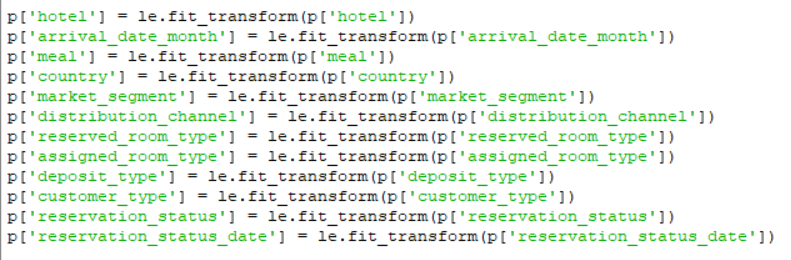 p['hotel'] = le.fit_transform(p['hotel'])
p['arrival_date_month'] = le.fit_transform(p['arrival_date_month'])
p['meal'] = le.fit_transform(p['meal'])
p['country'] = le.fit_transform(p['country'])
p['market_segment'] = le.fit_transform(p['market_segment'])
p['distribution_channel'] = le.fit_transform(p['distribution_channel'])
p['reserved_room_type'] = le.fit_transform(p['reserved_room_type'])
p['assigned_room_type'] = le.fit_transform(p['assigned_room_type'])
p['deposit_type'] = le.fit_transform(p['deposit_type'])
p['customer_type'] = le.fit_transform(p['customer_type'])
p['reservation_status'] = le.fit_transform(p['reservation_status'])
p['reservation_status_date'] = le.fit_transform(p['reservation_status_date'])